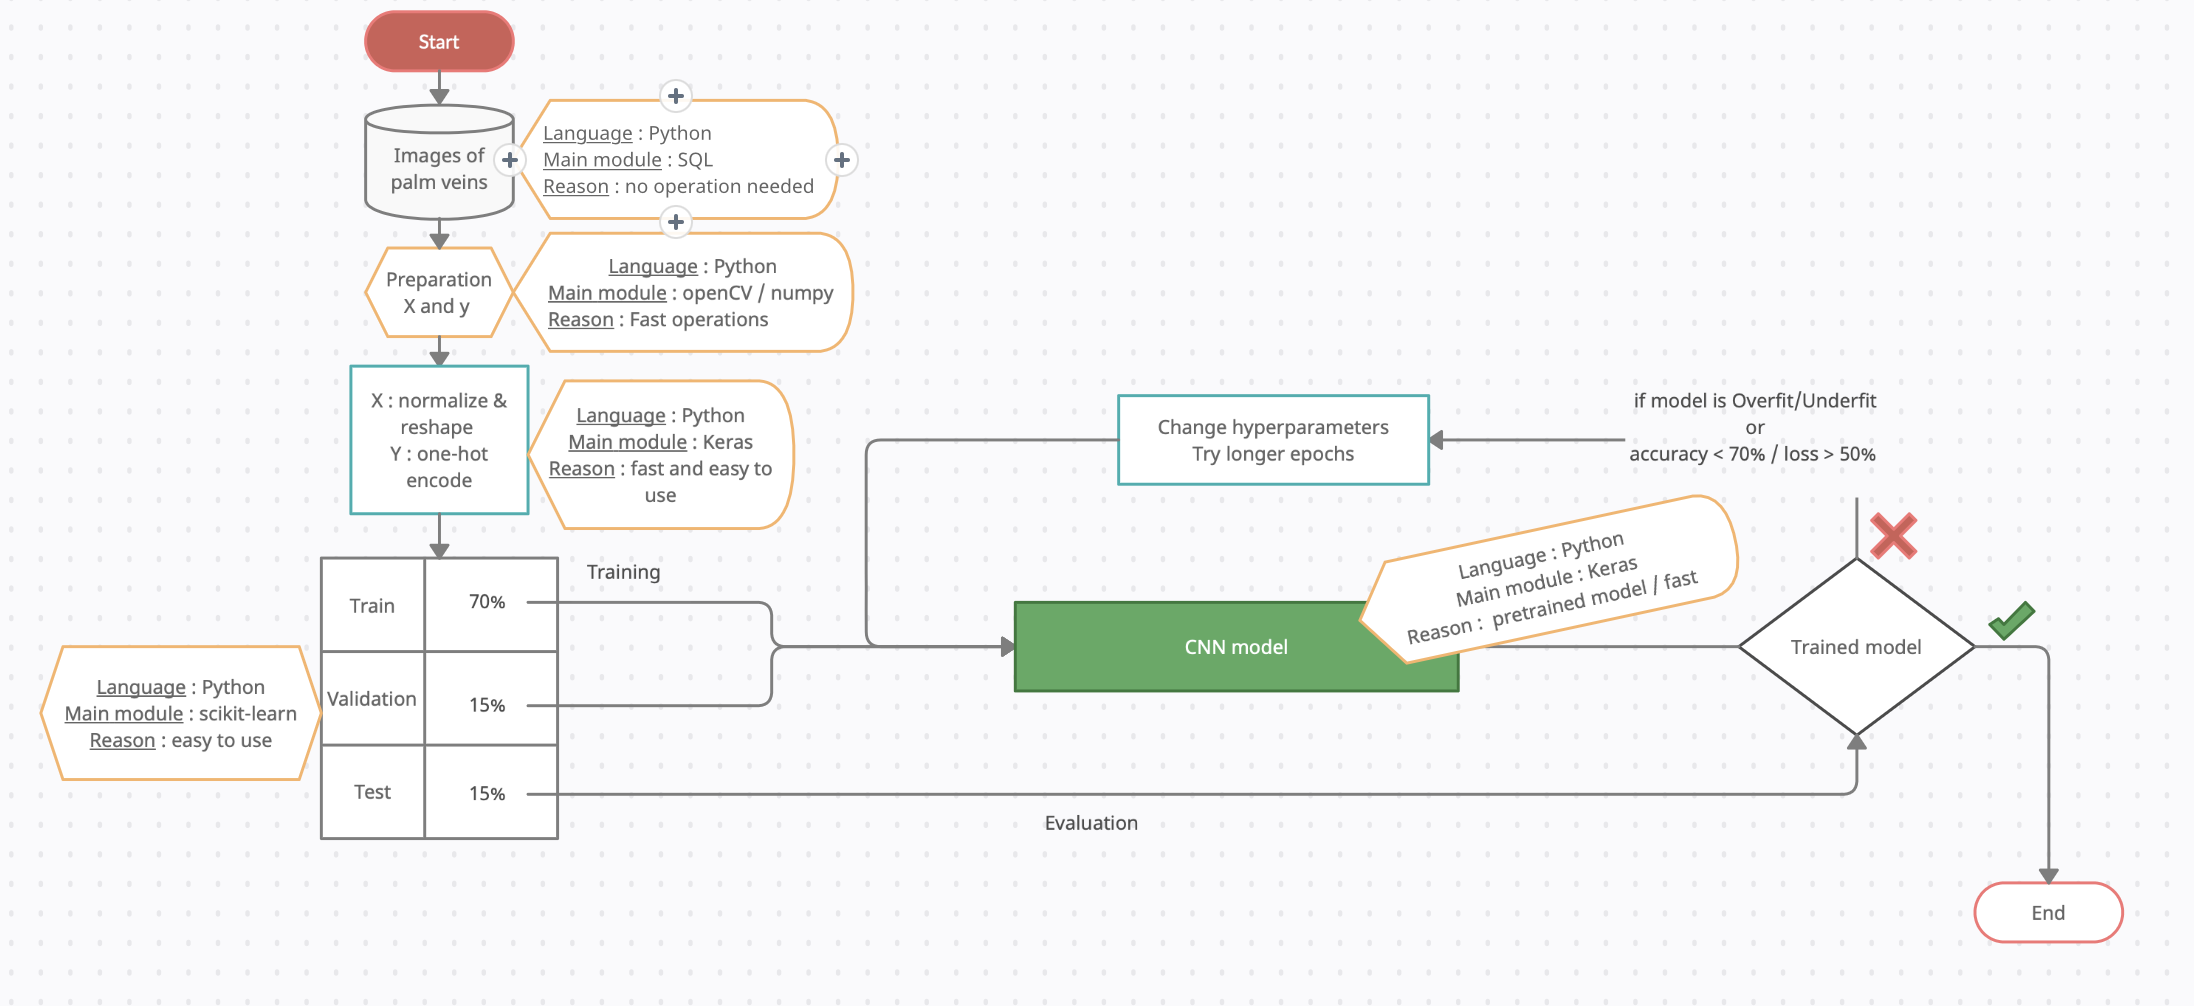 Start
Images of
palm veins
Language : Python
Main module : SQL
Reason : no operation needed
Preparation
X and y
Language : Python
Main module : openCV / numpy
Reason : Fast operations
X : normalize &
reshape
Y : one-hot
encode
Language : Python
Main module : Keras
Reason : fast and easy to
use
Change hyperparameters
Try longer epochs
if model is Overfit/Underfit
or
accuracy < 70% / loss > 50%
Training
Train
70%
Validation
15%
Test
15%
Language : Python
Main module : scikit-learn
Reason : easy to use
CNN model
Language : Python
Main module : Keras
Reason : pretrained model / fast
Trained model
Evaluation
End